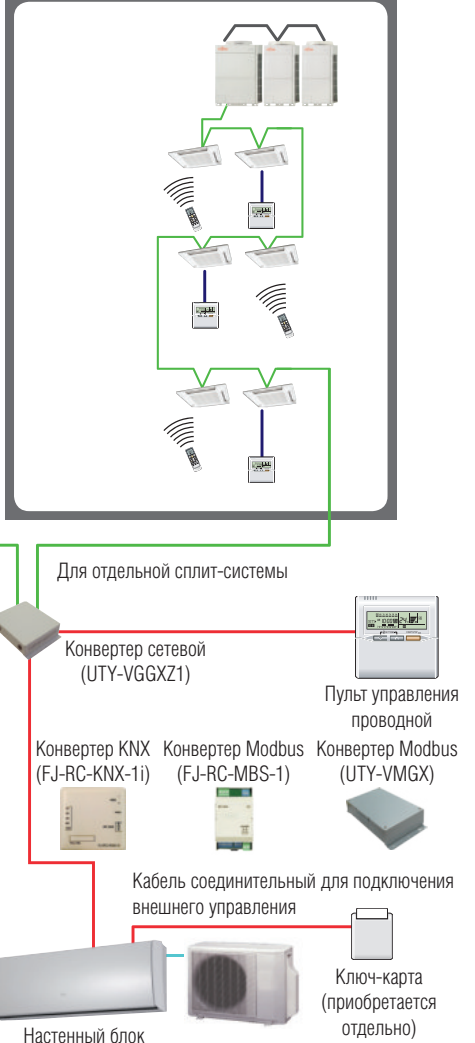 Для отдельной сплит-системы
Конвертер сетевой
(UTY-VGGXZ1)
Пульт управления
проводной
Конвертер KNX
(FJ-RC-KNX-1i)
Конвертер Modbus
(FJ-RC-MBS-1)
Конвертер Modbus
(UTY-VMGX)
Кабель соединительный для подключения
внешнего управления
Ключ-карта
(приобретается
отдельно)
Настенный блок